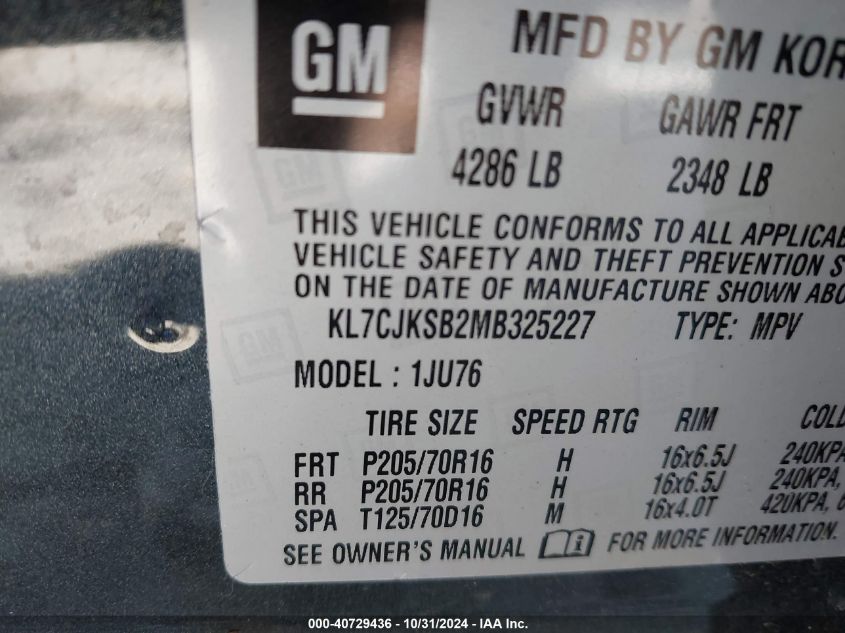 GM
MFD BY GM KOR
GVWR GAWR FRT
4286 LB 2348 LB
THIS VEHICLE CONFORMS TO ALL APPLICAB
VEHICLE SAFETY AND THEFT PREVENTION S
ON THE DATE OF MANUFACTURE SHOWN ABO
KL7CJKSB2MB325227 TYPE: MPV
MODEL : 1JU76
TIRE SIZE SPEED RTG RIM COLD
FRT P205/70R16 H 16x6.5J 240KPA
RR P205/70R16 H 16x6.5J 240KPA,
SPA T125/70D16 M 16x4.0T 420KPA, 6
SEE OWNER'S MANUAL i FOR MORE INFORMATION.
000-40729436 - 10/31/2024 - IAA Inc.